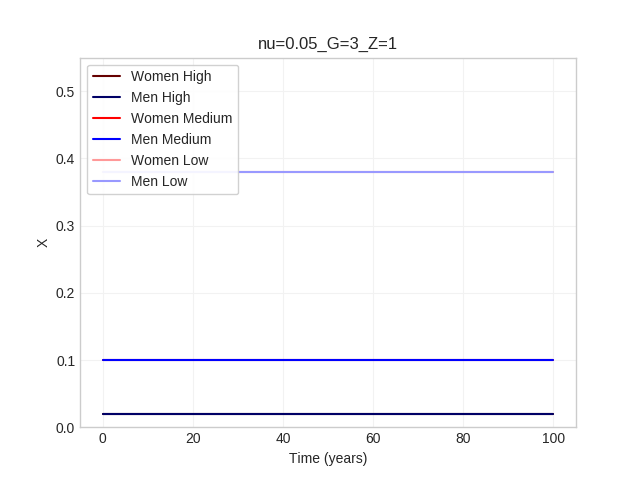 nu=0.05_G=3_Z=1
Women High
Men High
Women Medium
Men Medium
Women Low
Men Low
0.5
0.4
0.3
0.2
0.1
0.0
X
0 20 40 60 80 100
Time (years)